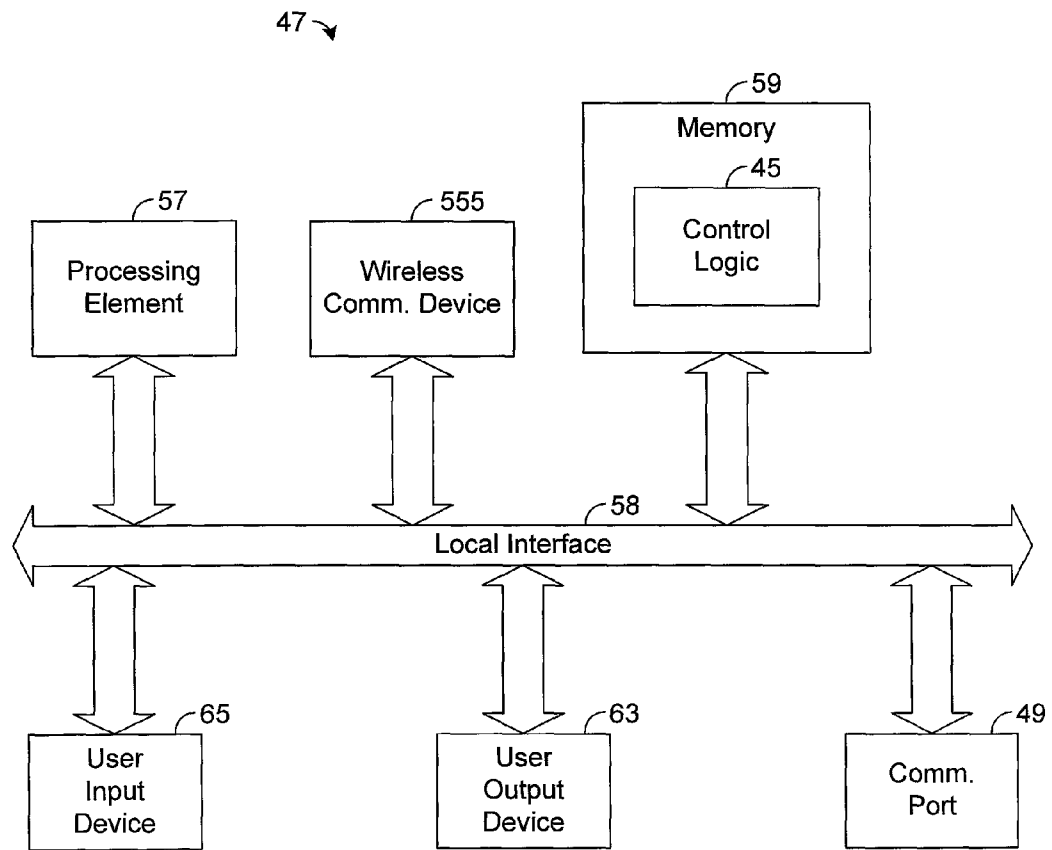 47
59
Memory
45
Control
Logic
57
Processing
Element
555
Wireless
Comm. Device
58
Local Interface
65
User
Input
Device
63
User
Output
Device
49
Comm.
Port